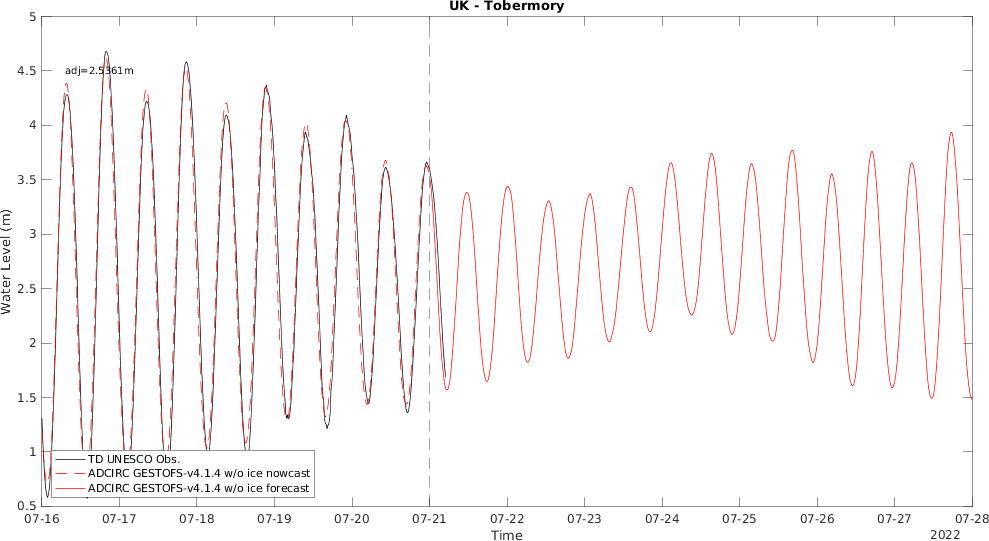 UK - Tobermory
5
4.5
4
3.5
3
2.5
2
1.5
1
0.5
Water Level (m)
adj=2.5361m
TD UNESCO Obs.
ADCIRC GESTOFS-v4.1.4 w/o ice nowcast
ADCIRC GESTOFS-v4.1.4 w/o ice forecast
07-16 07-17 07-18 07-19 07-20 07-21 07-22 07-23 07-24 07-25 07-26 07-27 07-28
Time
2022